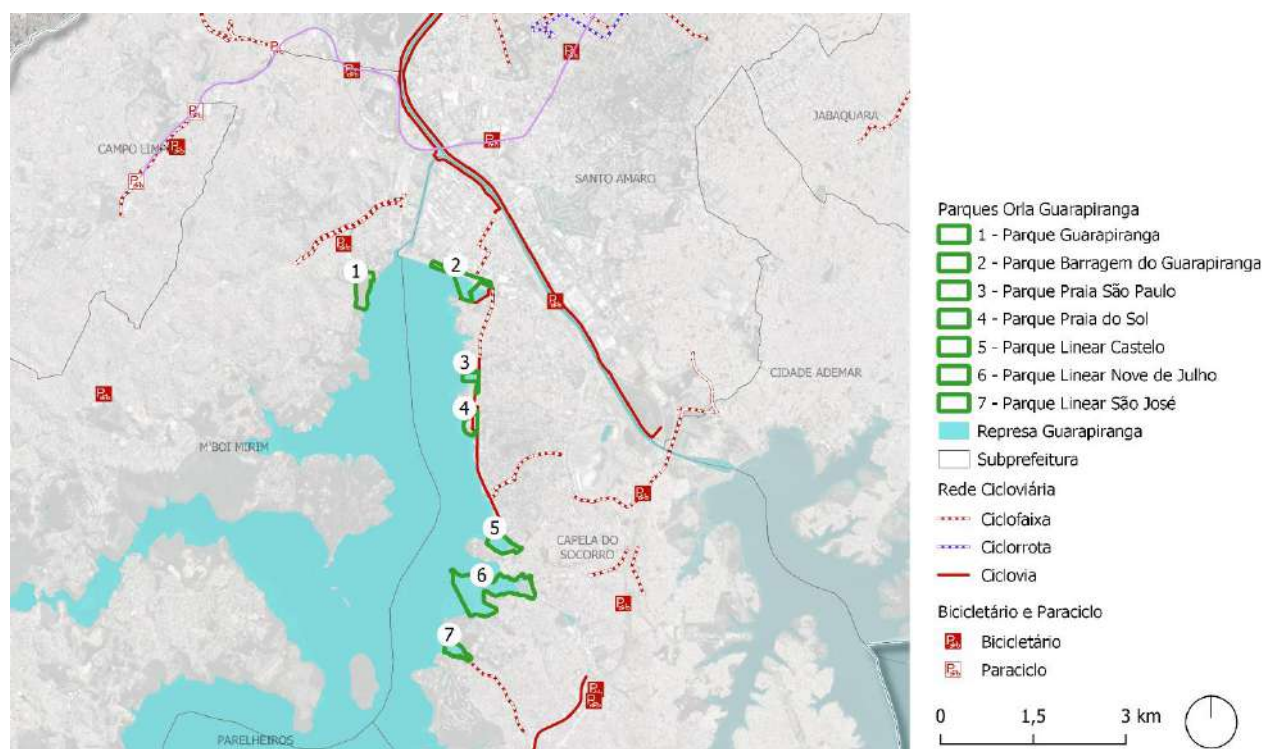 JABAQUARA
CAMPO LIMPO
SANTO AMARO
1
2
3
CIDADE ADEMAR
4
M'BOI MIRIM
5
CAPELA DO
SOCORRO
6
7
PARELHEIROS
Parques Orla Guarapiranga
1 - Parque Guarapiranga
2 - Parque Barragem do Guarapiranga
3 - Parque Praia São Paulo
4 - Parque Praia do Sol
5 - Parque Linear Castelo
6 - Parque Linear Nove de Julho
7 - Parque Linear São José
Represa Guarapiranga
Subprefeitura
Rede Cicloviária
Ciclofaixa
Ciclorrota
Ciclovia
Bicicletário e Paraciclo
P Bicicletário
P Paraciclo
0 1,5 3 km